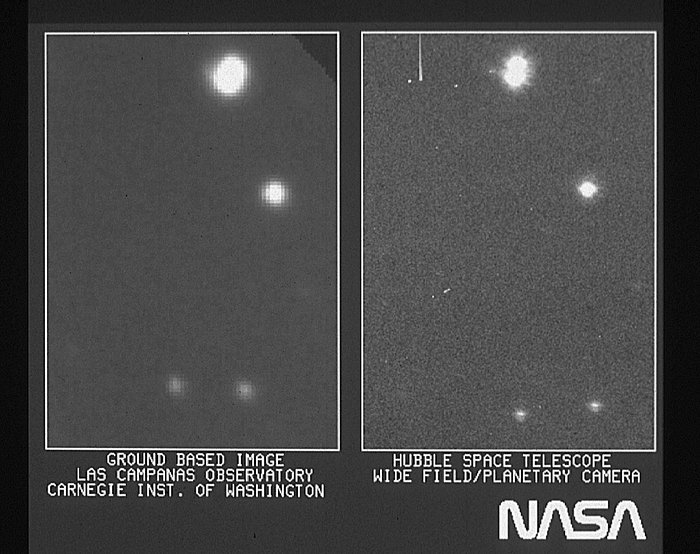 GROUND BASED IMAGE
LAS CAMPANAS OBSERVATORY
CARNEGIE INST. OF WASHINGTON
HUBBLE SPACE TELESCOPE
WIDE FIELD/PLANETARY CAMERA
NASA